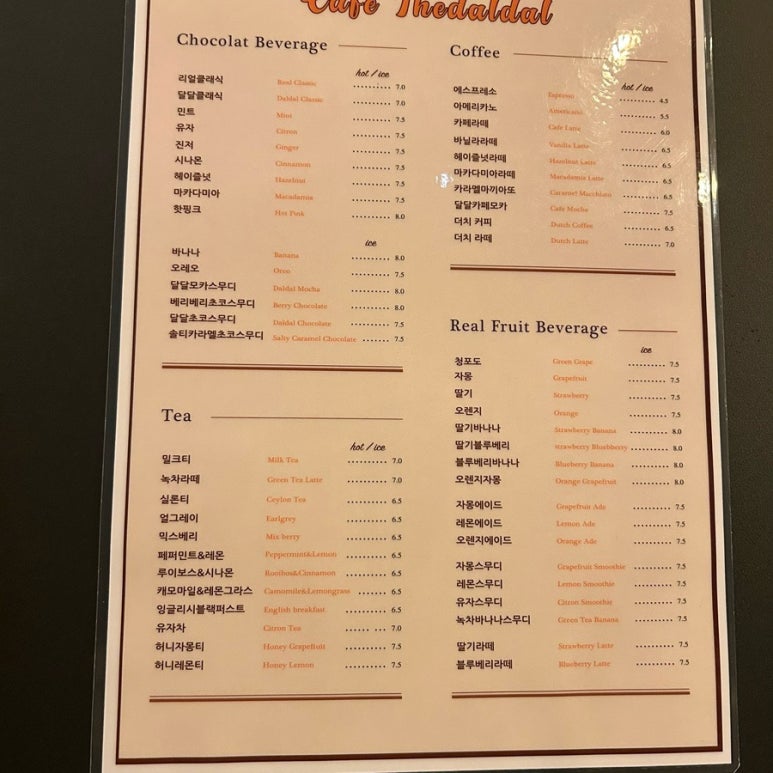 Cafe Thedaldal
Chocolat Beverage
hot / ice
리얼클래식 Real Classic .......... 7.0
달달클래식 Daldal Classic .......... 7.0
민트 Mint .......... 7.5
유자 Citron .......... 7.5
진저 Ginger .......... 7.5
시나몬 Cinnamon .......... 7.5
헤이즐넛 Hazelnut .......... 7.5
마카다미아 Macadamia .......... 7.5
핫핑크 Hot Pink .......... 8.0
ice
바나나 Banana .......... 8.0
오레오 Oreo .......... 7.5
달달모카스무디 Daldal Mocha .......... 8.0
베리베리초코스무디 Berry Chocolate .......... 8.0
달달초코스무디 Daldal Chocolate .......... 7.5
솔티카라멜초코스무디 Salty Caramel Chocolate ....... 7.5
Tea
hot / ice
밀크티 Milk Tea .......... 7.0
녹차라떼 Green Tea Latte .......... 7.0
실론티 Ceylon Tea .......... 6.5
얼그레이 Earlgrey .......... 6.5
믹스베리 Mix berry .......... 6.5
페퍼민트&레몬 Peppermint&Lemon .......... 6.5
루이보스&시나몬 Rooibos&Cinnamon .......... 6.5
캐모마일&레몬그라스 Camomile&Lemongrass ....... 6.5
잉글리시블랙퍼스트 English breakfast .......... 6.5
유자차 Citron Tea ...... ... 7.0
허니자몽티 Honey Grapefruit .......... 7.5
허니레몬티 Honey Lemon .......... 7.5
Coffee
hot / ice
에스프레소 Espresso .......... 4.5
아메리카노 Americano .......... 5.5
카페라떼 Cafe Latte .......... 6.0
바닐라라떼 Vanilla Latte .......... 6.5
헤이즐넛라떼 Hazelnut Latte .......... 6.5
마카다미아라떼 Macadamia Latte .......... 6.5
카라멜마끼아또 Caramel Macchiato .......... 6.5
달달카페모카 Cafe Mocha .......... 7.5
더치 커피 Dutch Coffee .......... 6.5
더치 라떼 Dutch Latte .......... 7.0
Real Fruit Beverage
ice
청포도 Green Grape .......... 7.5
자몽 Grapefruit .......... 7.5
딸기 Strawberry .......... 7.5
오렌지 Orange .......... 7.5
딸기바나나 Strawberry Banana .......... 8.0
딸기블루베리 strawberry Bluebberry .......... 8.0
블루베리바나나 Blueberry Banana .......... 8.0
오렌지자몽 Orange Grapefruit .......... 8.0
자몽에이드 Grapefruit Ade .......... 7.5
레몬에이드 Lemon Ade .......... 7.5
오렌지에이드 Orange Ade .......... 7.5
자몽스무디 Grapefruit Smoothie .......... 7.5
레몬스무디 Lemon Smoothie .......... 7.5
유자스무디 Citron Smoothie .......... 7.5
녹차바나나스무디 Green Tea Banana .......... 7.5
딸기라떼 Strawberry Latte .......... 7.5
블루베리라떼 Blueberry Latte .......... 7.5